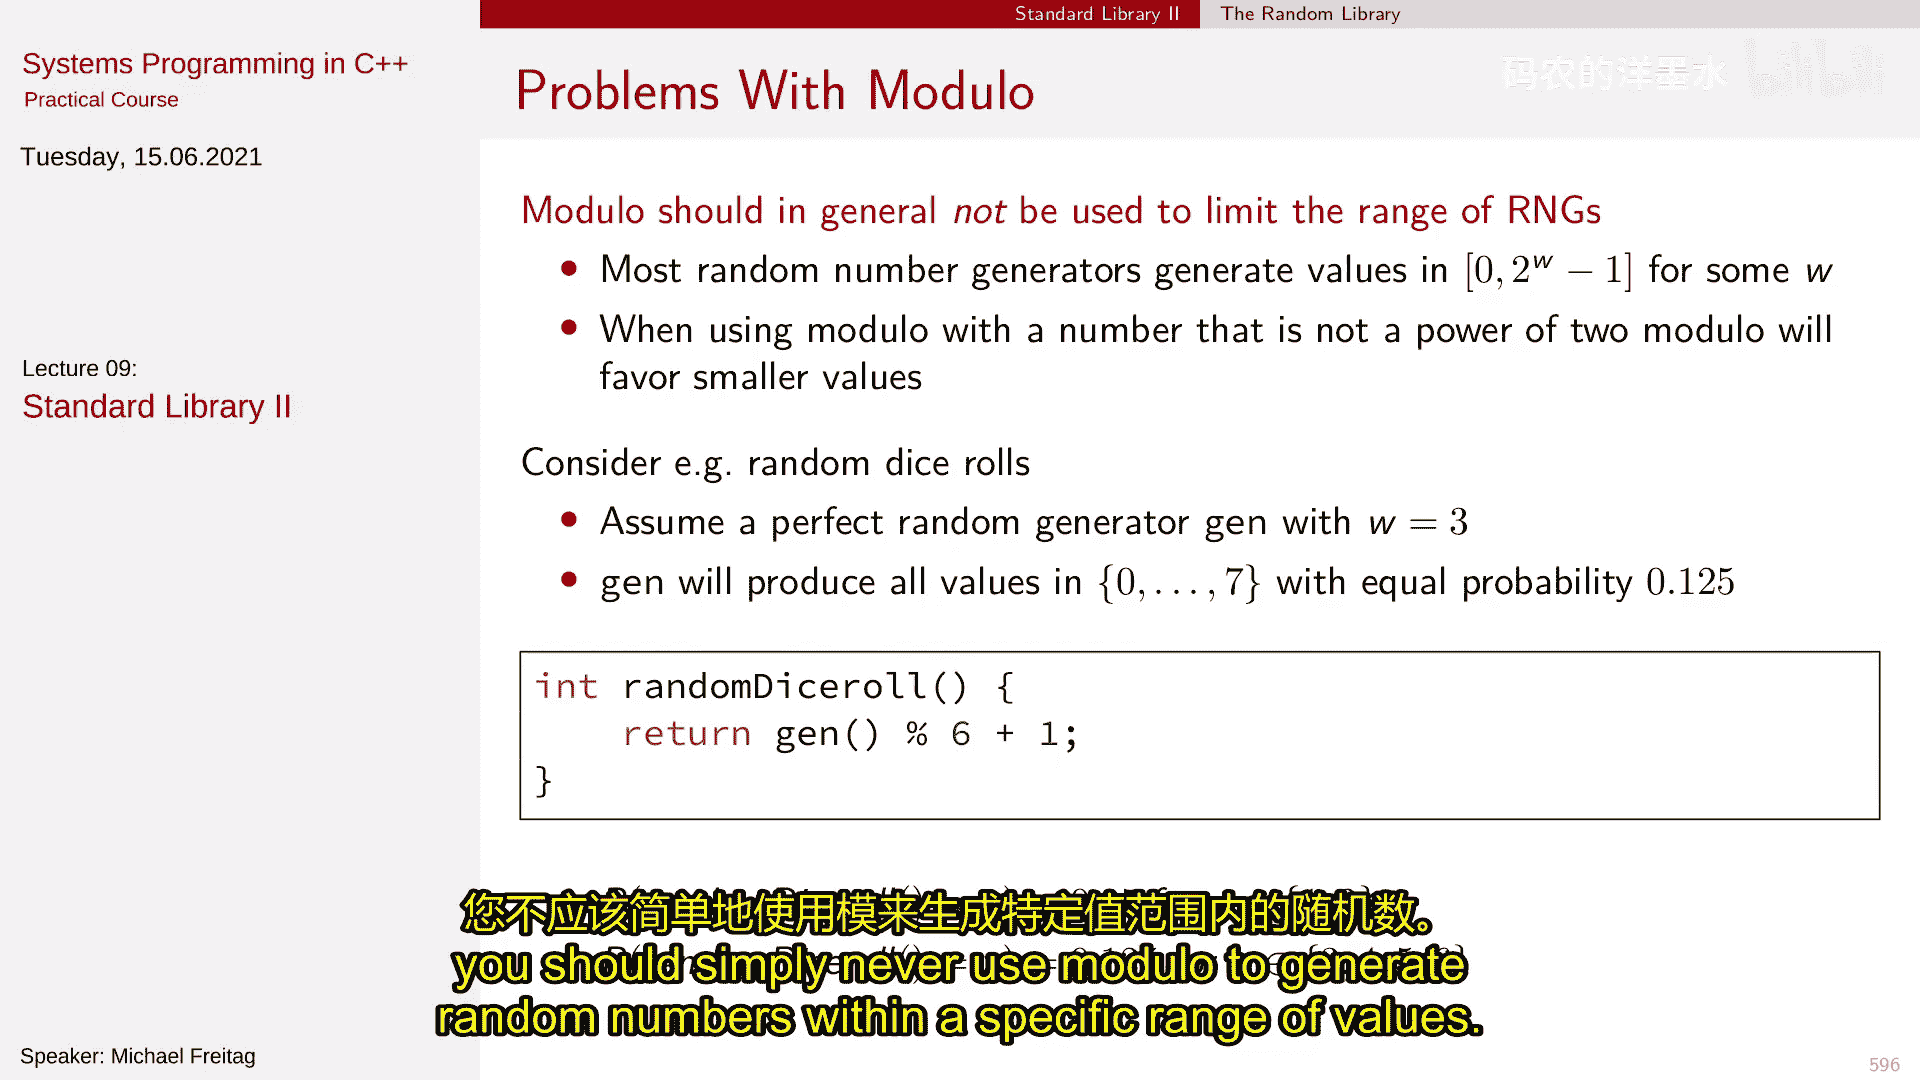 Standard Library II
The Random Library
Systems Programming in C++
Practical Course
Tuesday, 15.06.2021
Lecture 09:
Standard Library II
Speaker: Michael Freitag
码农的洋墨水 bilibili
Problems With Modulo
Modulo should in general not be used to limit the range of RNGs
• Most random number generators generate values in [0, 2^w − 1] for some w
• When using modulo with a number that is not a power of two modulo will
favor smaller values
Consider e.g. random dice rolls
• Assume a perfect random generator gen with w = 3
• gen will produce all values in {0, . . . , 7} with equal probability 0.125
int randomDiceroll() {
return gen() % 6 + 1;
}
您不应该简单地使用模来生成特定值范围内的随机数。
you should simply never use modulo to generate
random numbers within a specific range of values.
596